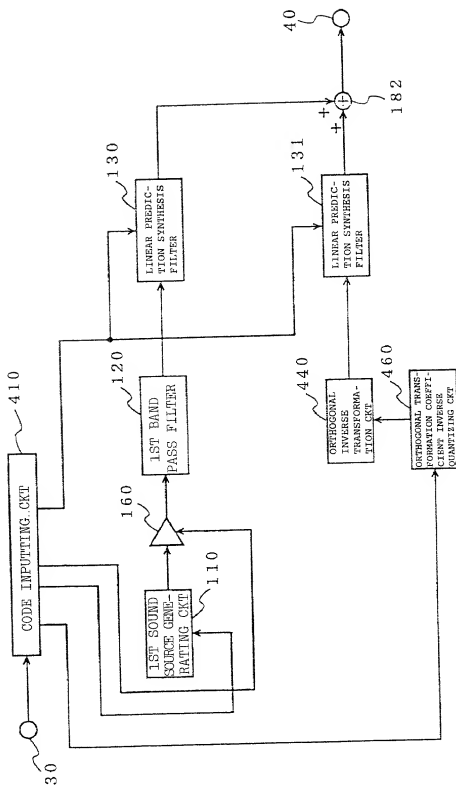 30
CODE INPUTTING CKT
410
1ST SOUND
SOURCE GENE-
RATING CKT
110
160
1ST BAND
PASS FILTER
120
LINEAR PREDIC-
TION SYNTHESIS
FILTER
130
ORTHOGONAL TRANS-
FORMATION COEFFI-
CIENT INVERSE
QUANTIZING CKT
460
ORTHOGONAL
INVERSE
TRANSFORMA-
TION CKT
440
LINEAR PREDIC-
TION SYNTHESIS
FILTER
131
+
+
+
182
40